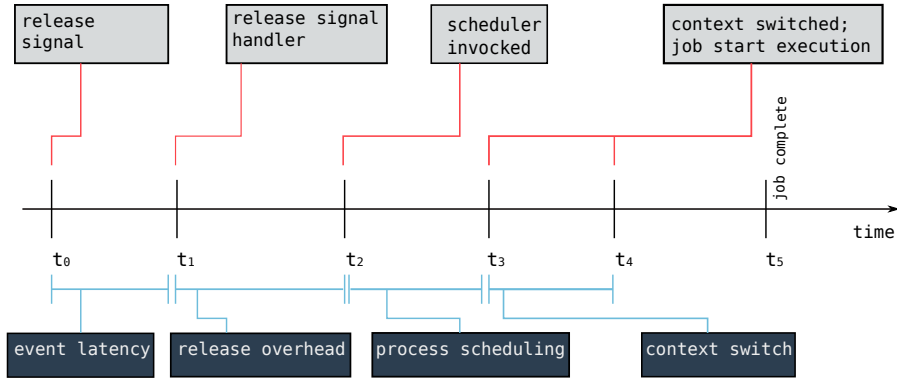 release
signal
release signal
handler
scheduler
invocked
context switched;
job start execution
job complete
time
t₀
t₁
t₂
t₃
t₄
t₅
event latency
release overhead
process scheduling
context switch